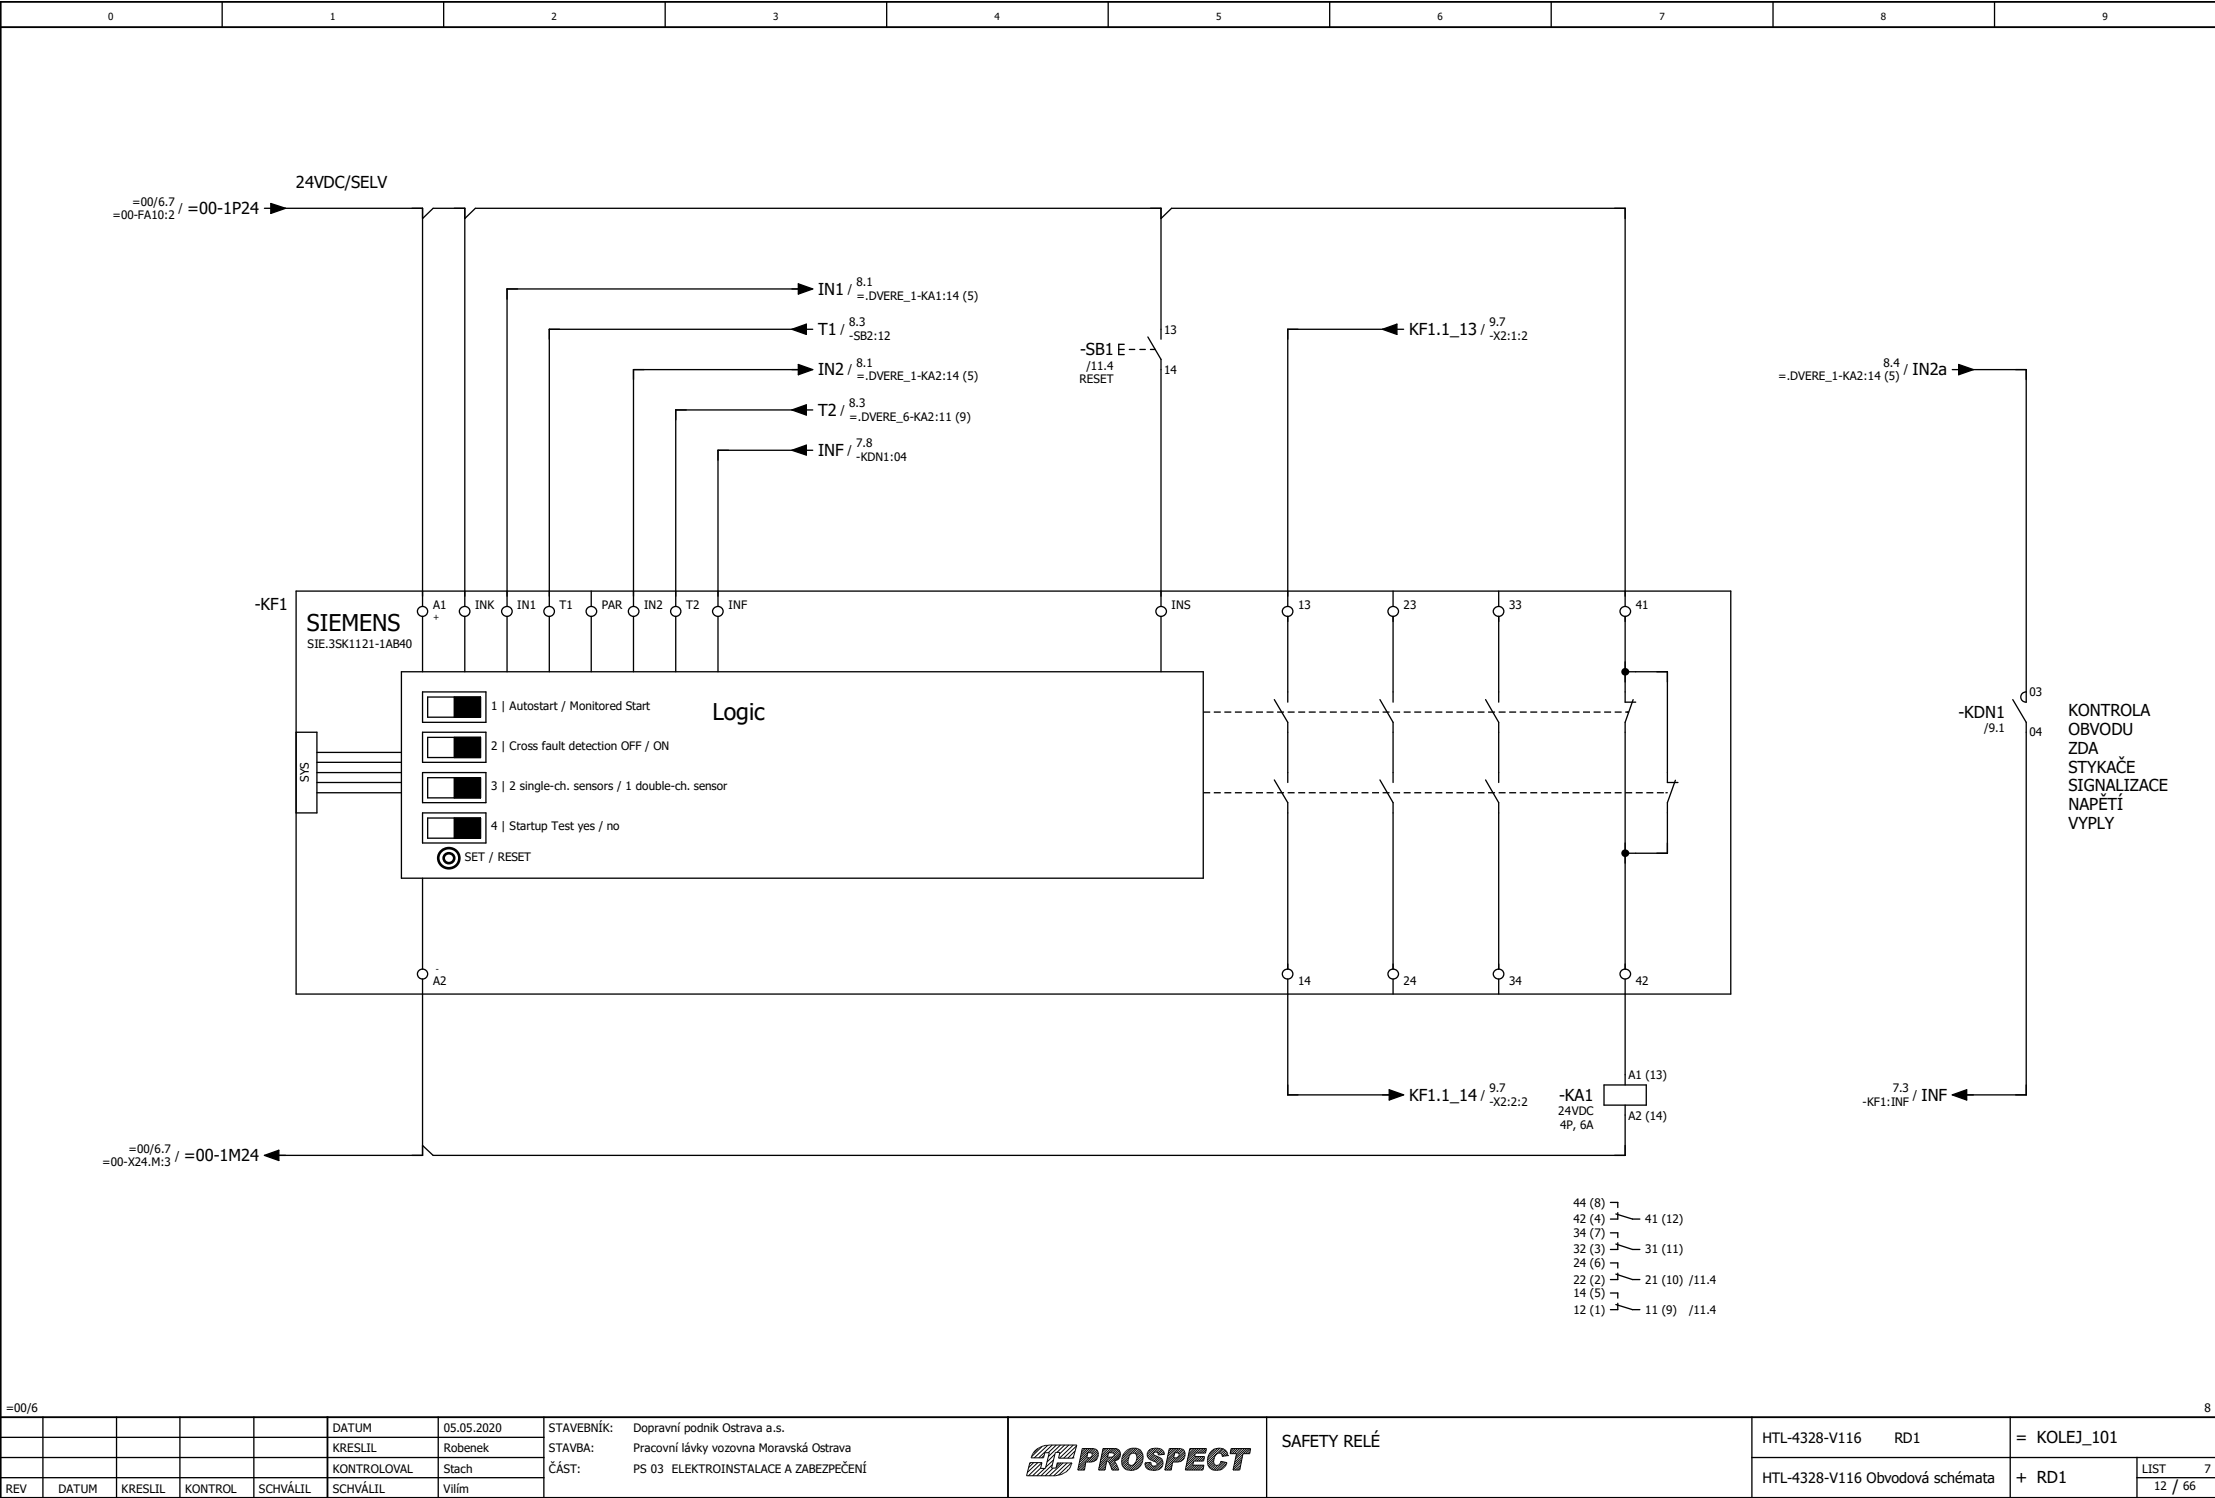 0 1 2 3 4 5 6 7 8 9
24VDC/SELV
=00/6.7
=00-FA10:2 / =00-1P24
IN1 / 8.1
=.DVERE_1-KA1:14 (5)
T1 / 8.3
-SB2:12
IN2 / 8.1
=.DVERE_1-KA2:14 (5)
T2 / 8.3
=.DVERE_6-KA2:11 (9)
INF / 7.8
-KDN1:04
-SB1 E
/11.4
RESET
13
14
KF1.1_13 / 9.7
-X2:1:2
8.4
=.DVERE_1-KA2:14 (5) / IN2a
-KF1
SIEMENS
SIE.3SK1121-1AB40
A1 INK IN1 T1 PAR IN2 T2 INF INS 13 23 33 41
+
1 | Autostart / Monitored Start
Logic
2 | Cross fault detection OFF / ON
3 | 2 single-ch. sensors / 1 double-ch. sensor
4 | Startup Test yes / no
SET / RESET
SYS
-KDN1
/9.1
03
04
KONTROLA
OBVODU
ZDA
STYKAČE
SIGNALIZACE
NAPĚTÍ
VYPLY
-
A2 14 24 34 42
KF1.1_14 / 9.7
-X2:2:2
-KA1
24VDC
4P, 6A
A1 (13)
A2 (14)
7.3
-KF1:INF / INF
=00/6.7
=00-X24.M:3 / =00-1M24
44 (8)
42 (4) 41 (12)
34 (7)
32 (3) 31 (11)
24 (6)
22 (2) 21 (10) /11.4
14 (5)
12 (1) 11 (9) /11.4
=00/6
8
DATUM 05.05.2020
KRESLIL Robenek
KONTROLOVAL Stach
REV DATUM KRESLIL KONTROL SCHVÁLIL SCHVÁLIL Vilím
STAVEBNÍK: Dopravní podnik Ostrava a.s.
STAVBA: Pracovní lávky vozovna Moravská Ostrava
ČÁST: PS 03 ELEKTROINSTALACE A ZABEZPEČENÍ
PROSPECT
SAFETY RELÉ
HTL-4328-V116 RD1
HTL-4328-V116 Obvodová schémata
= KOLEJ_101
+ RD1
LIST 7
12 / 66